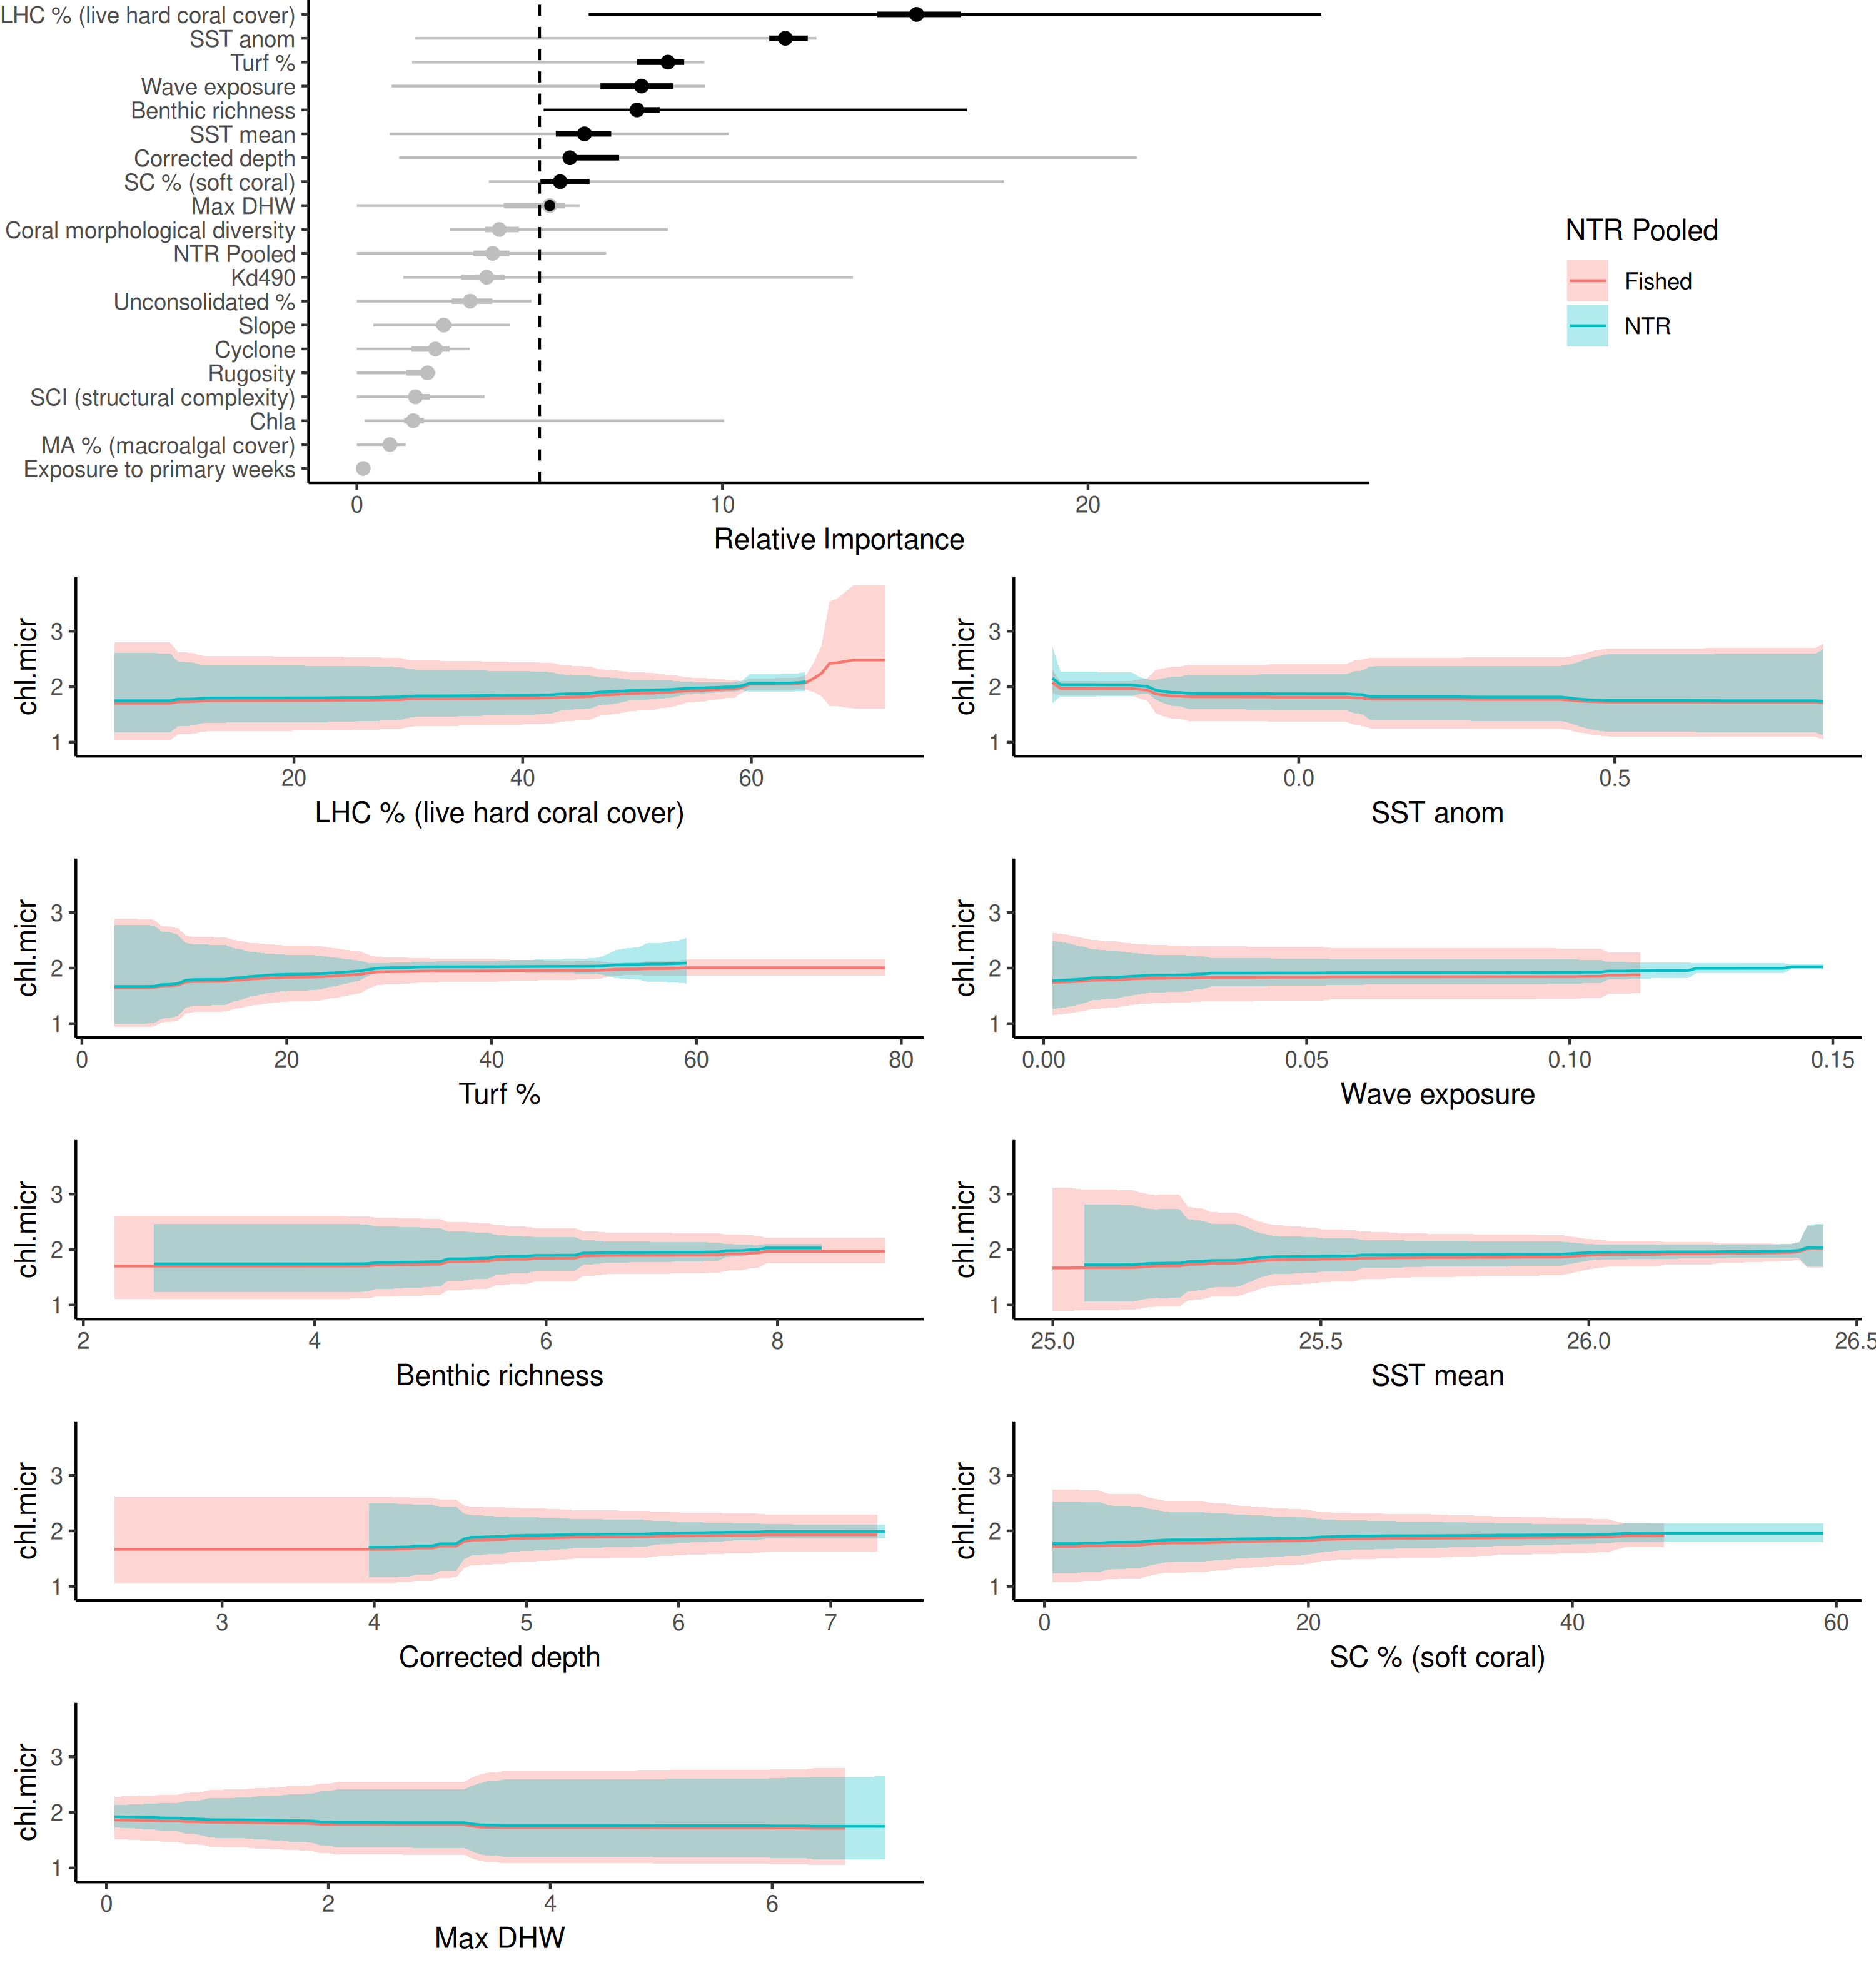 LHC % (live hard coral cover)
SST anom
Turf %
Wave exposure
Benthic richness
SST mean
Corrected depth
SC % (soft coral)
Max DHW
Coral morphological diversity
NTR Pooled
Kd490
Unconsolidated %
Slope
Cyclone
Rugosity
SCI (structural complexity)
Chla
MA % (macroalgal cover)
Exposure to primary weeks
0 10 20
Relative Importance
NTR Pooled
Fished
NTR
chl.micr
3
2
1
20 40 60
LHC % (live hard coral cover)
chl.micr
3
2
1
0.0 0.5
SST anom
chl.micr
3
2
1
0 20 40 60 80
Turf %
chl.micr
3
2
1
0.00 0.05 0.10 0.15
Wave exposure
chl.micr
3
2
1
2 4 6 8
Benthic richness
chl.micr
3
2
1
25.0 25.5 26.0 26.5
SST mean
chl.micr
3
2
1
3 4 5 6 7
Corrected depth
chl.micr
3
2
1
0 20 40 60
SC % (soft coral)
chl.micr
3
2
1
0 2 4 6
Max DHW